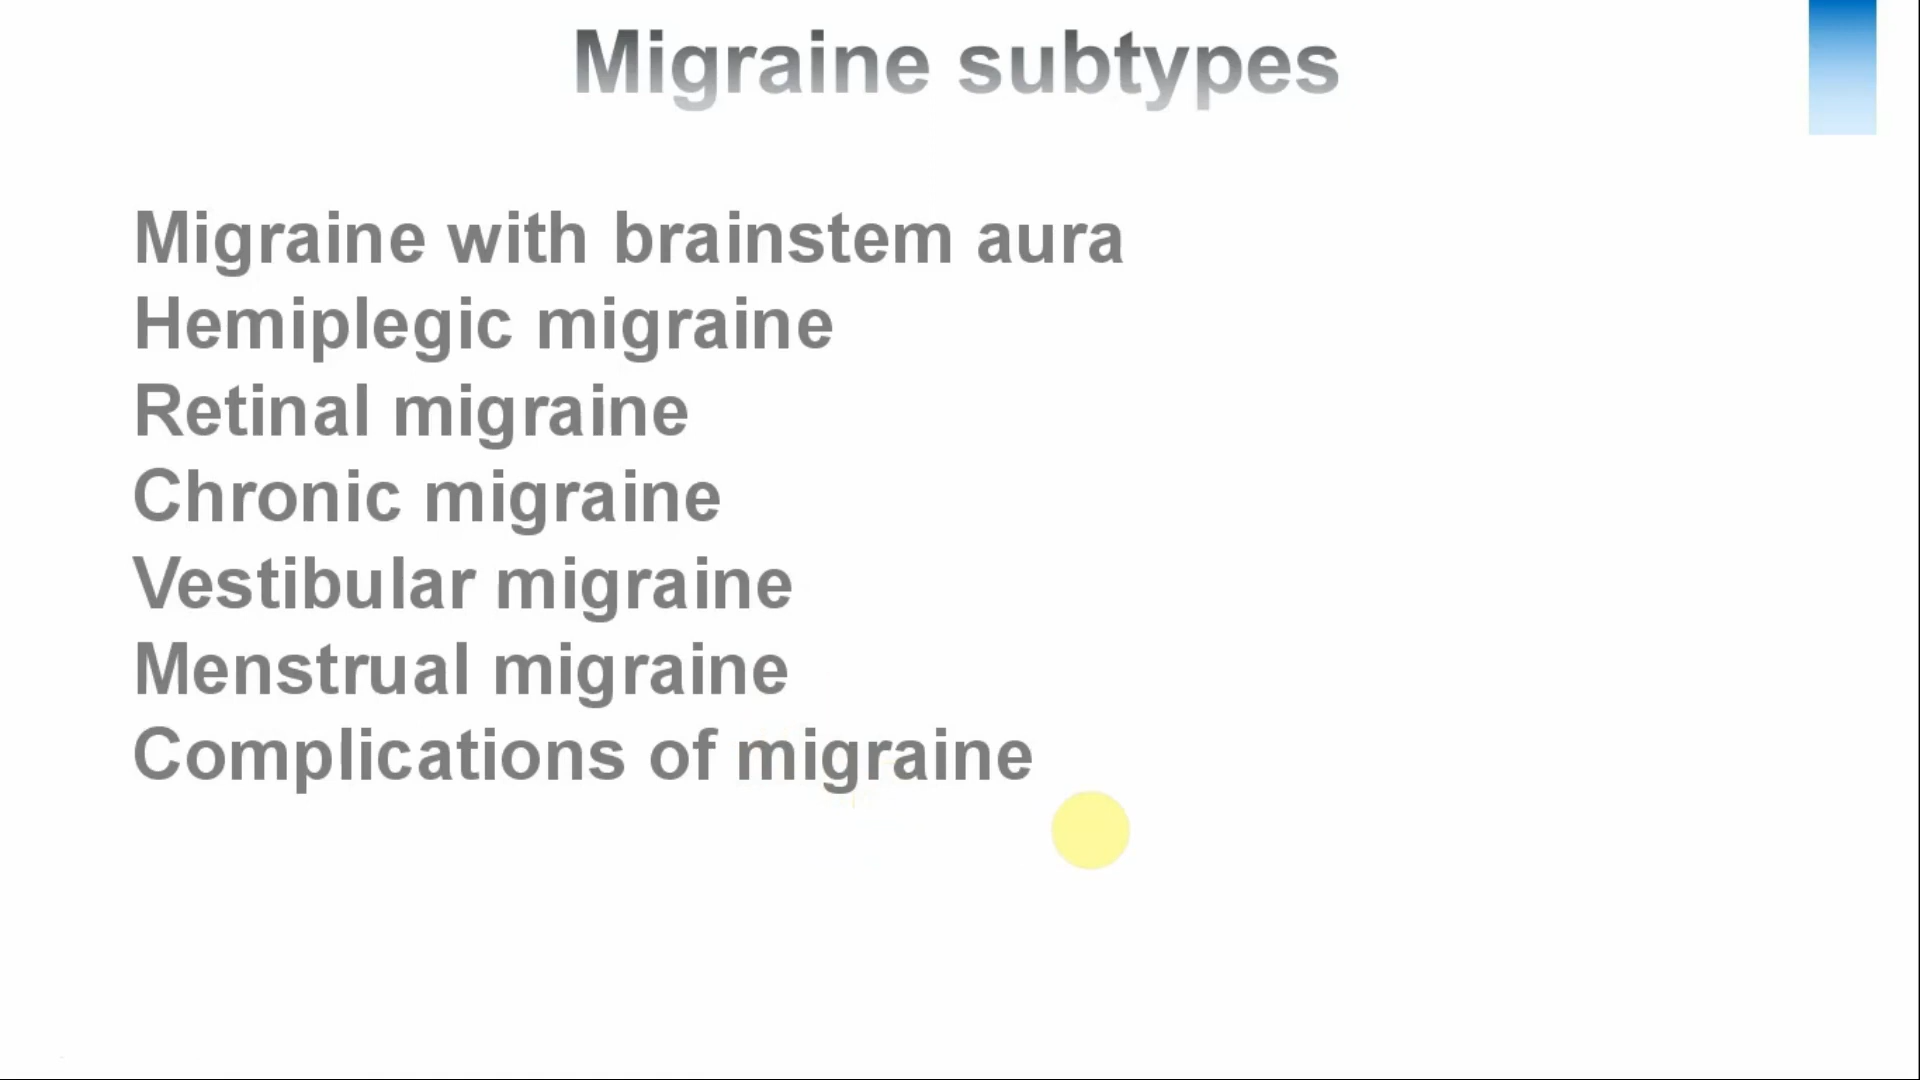 Migraine subtypes
Migraine with brainstem aura
Hemiplegic migraine
Retinal migraine
Chronic migraine
Vestibular migraine
Menstrual migraine
Complications of migraine